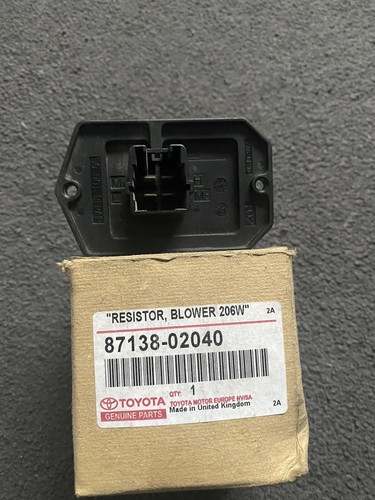 "RESISTOR, BLOWER 206W" 2A
87138-02040
QTY: 1
TOYOTA
GENUINE PARTS
TOYOTA MOTOR EUROPE NV/SA
Made in United Kingdom 2A